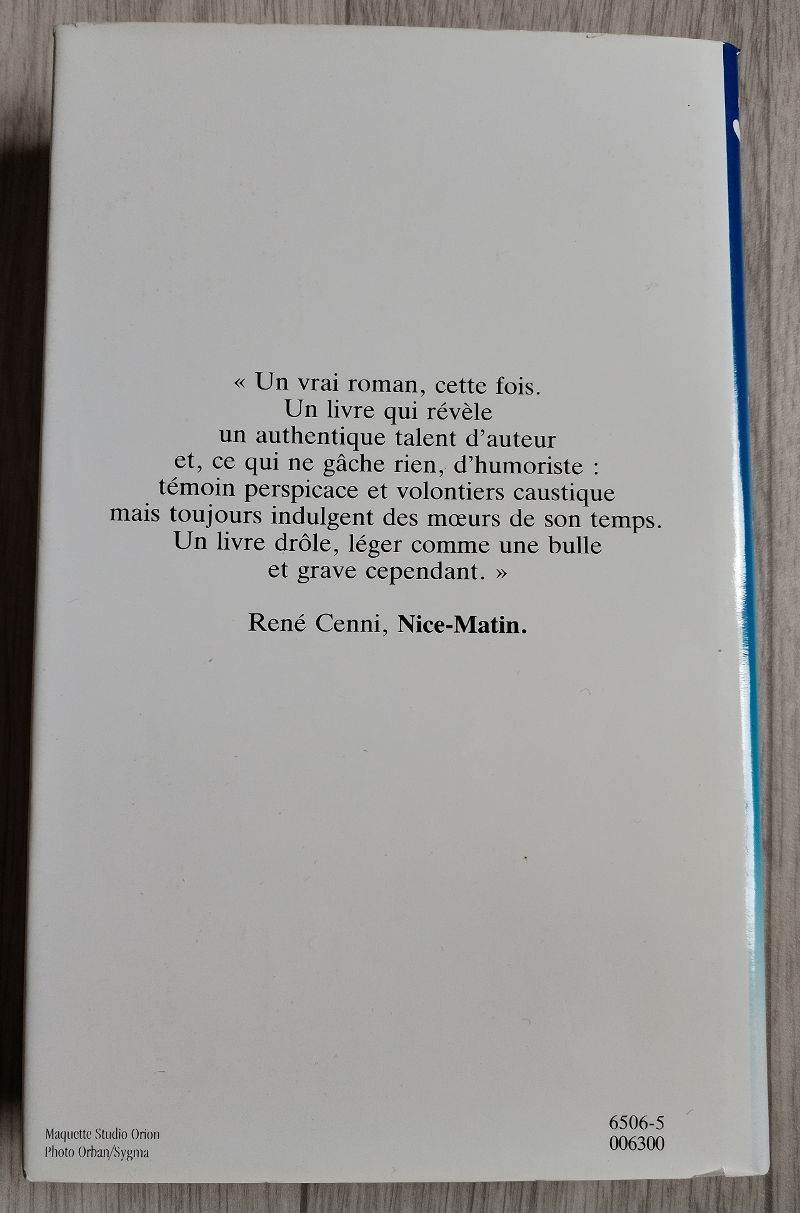 « Un vrai roman, cette fois.
Un livre qui révèle
un authentique talent d'auteur
et, ce qui ne gâche rien, d'humoriste :
témoin perspicace et volontiers caustique
mais toujours indulgent des mœurs de son temps.
Un livre drôle, léger comme une bulle
et grave cependant. »
René Cenni, Nice-Matin.
Maquette Studio Orion
Photo Orban/Sygma
6506-5
006300